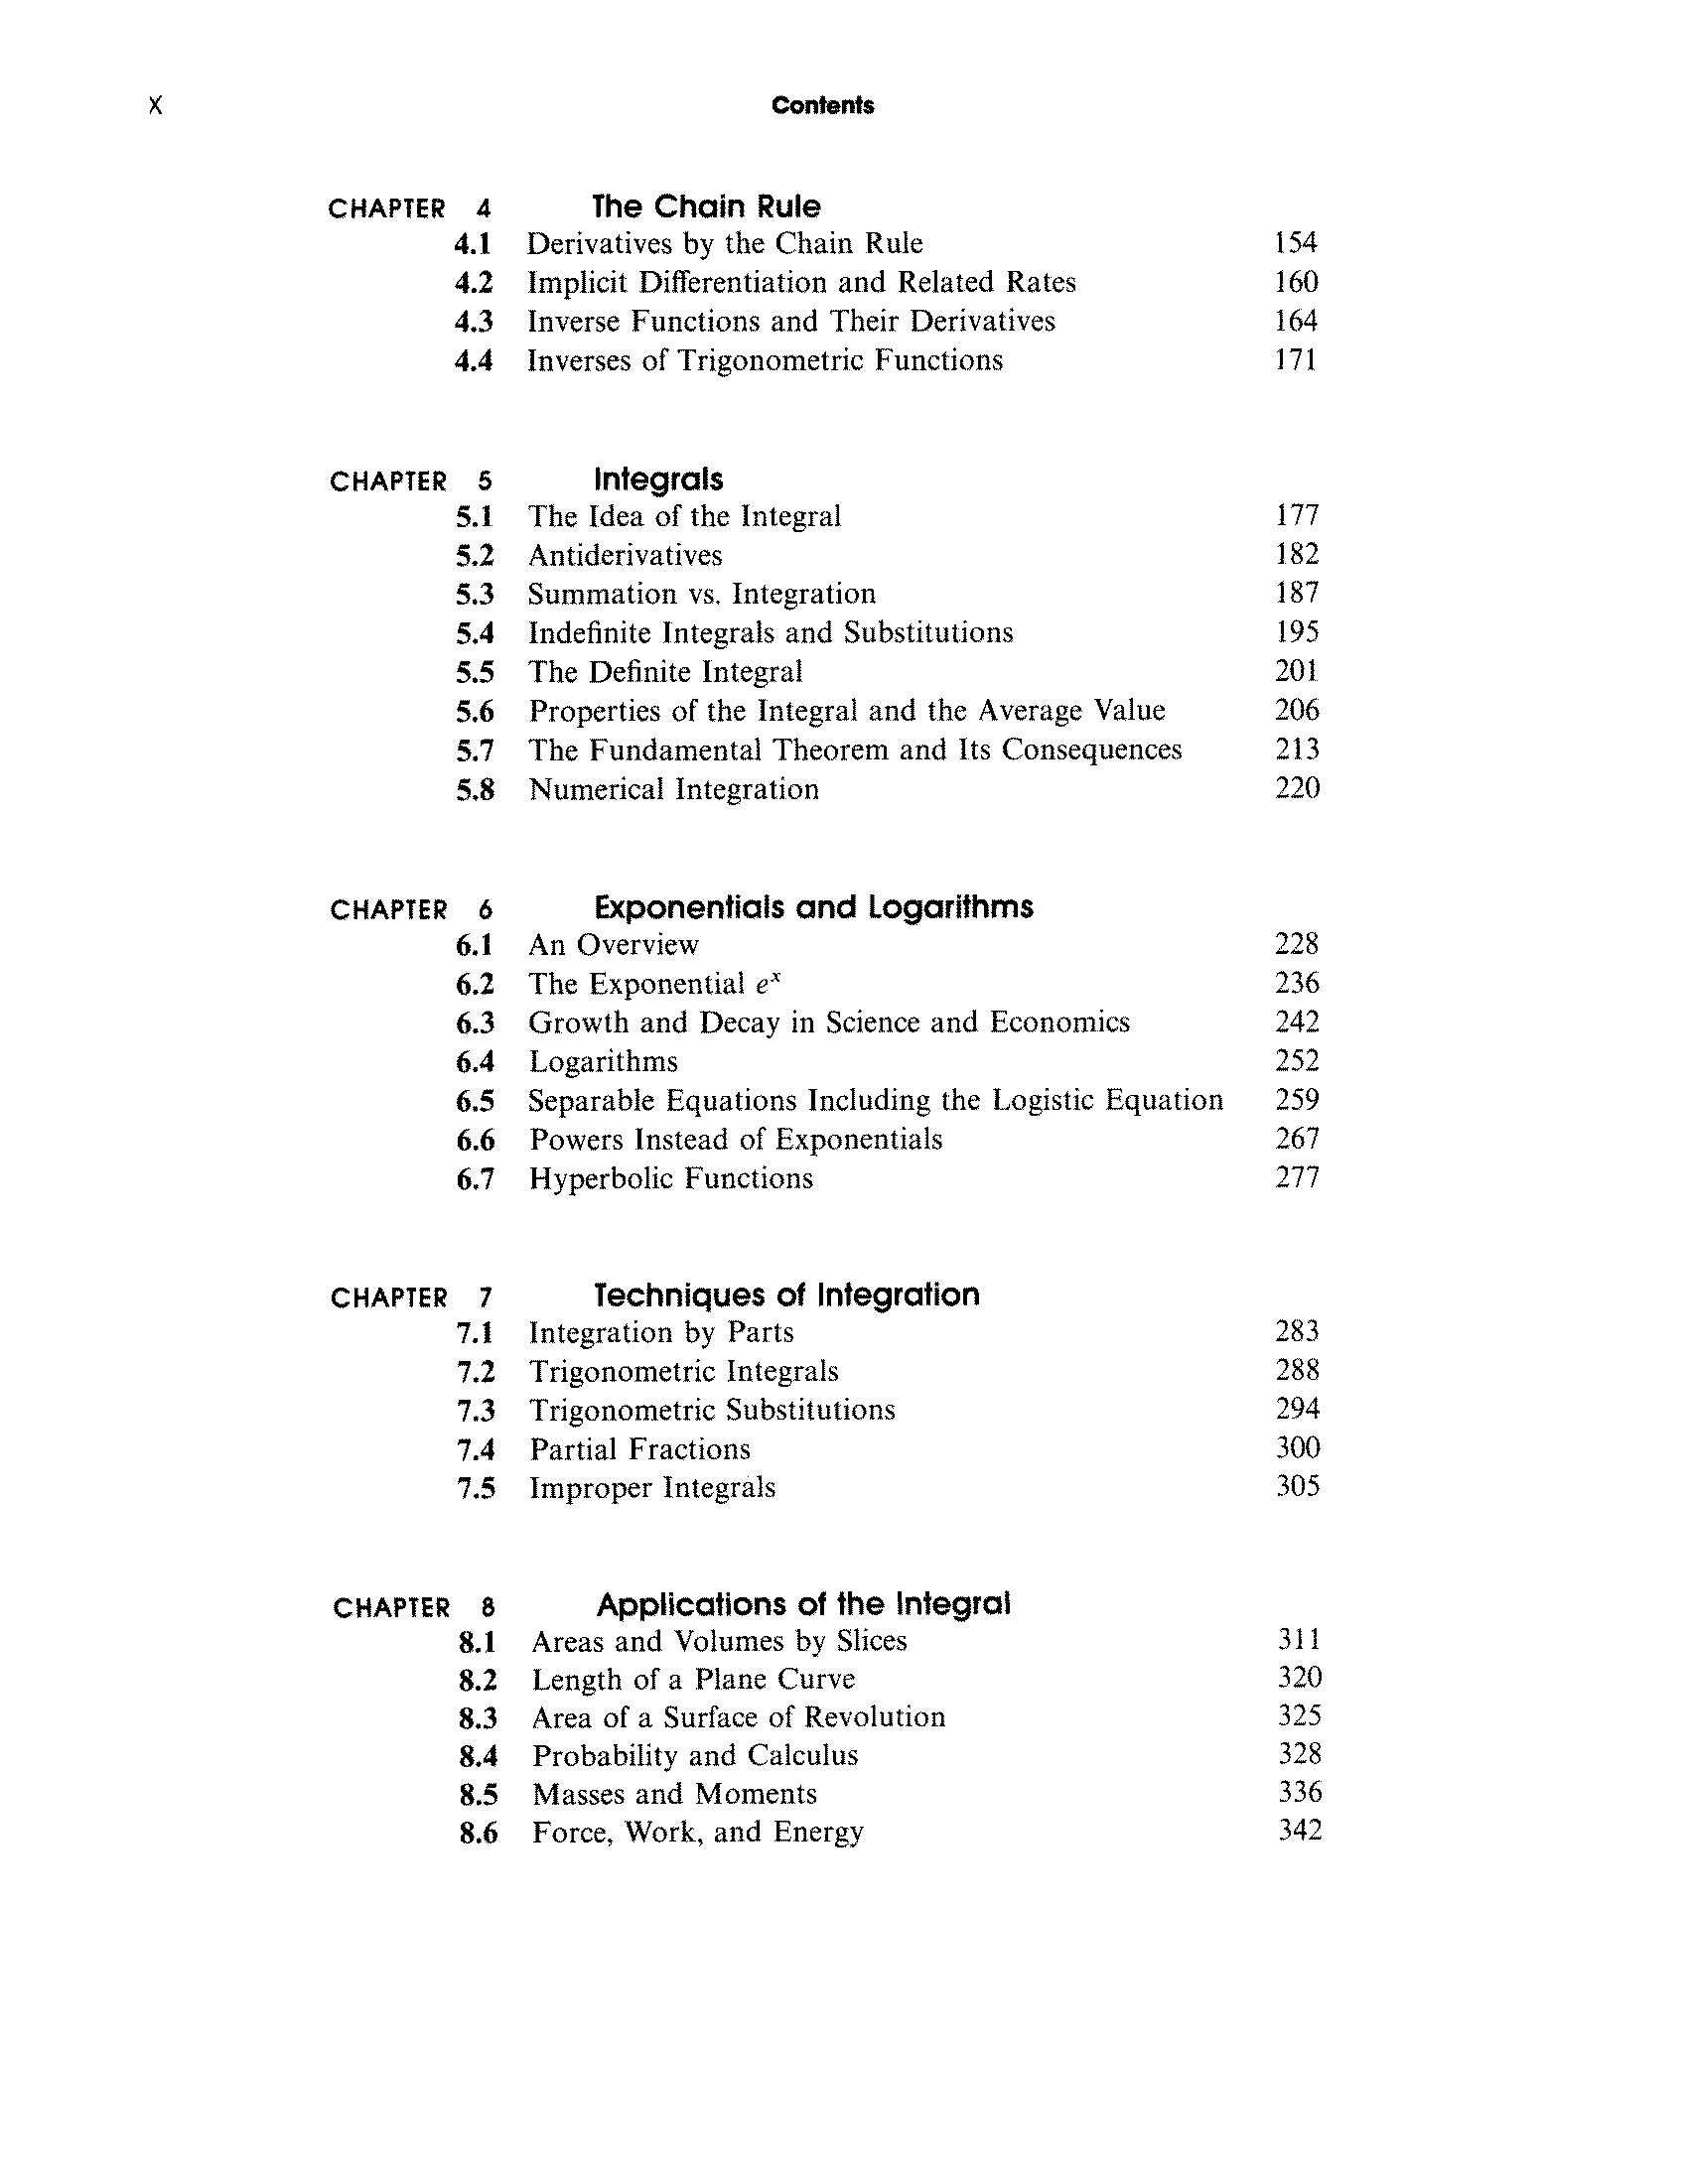 X Contents
CHAPTER 4 The Chain Rule
4.1 Derivatives by the Chain Rule 154
4.2 Implicit Differentiation and Related Rates 160
4.3 Inverse Functions and Their Derivatives 164
4.4 Inverses of Trigonometric Functions 171
CHAPTER 5 Integrals
5.1 The Idea of the Integral 177
5.2 Antiderivatives 182
5.3 Summation vs. Integration 187
5.4 Indefinite Integrals and Substitutions 195
5.5 The Definite Integral 201
5.6 Properties of the Integral and the Average Value 206
5.7 The Fundamental Theorem and Its Consequences 213
5.8 Numerical Integration 220
CHAPTER 6 Exponentials and Logarithms
6.1 An Overview 228
6.2 The Exponential eˣ 236
6.3 Growth and Decay in Science and Economics 242
6.4 Logarithms 252
6.5 Separable Equations Including the Logistic Equation 259
6.6 Powers Instead of Exponentials 267
6.7 Hyperbolic Functions 277
CHAPTER 7 Techniques of Integration
7.1 Integration by Parts 283
7.2 Trigonometric Integrals 288
7.3 Trigonometric Substitutions 294
7.4 Partial Fractions 300
7.5 Improper Integrals 305
CHAPTER 8 Applications of the Integral
8.1 Areas and Volumes by Slices 311
8.2 Length of a Plane Curve 320
8.3 Area of a Surface of Revolution 325
8.4 Probability and Calculus 328
8.5 Masses and Moments 336
8.6 Force, Work, and Energy 342